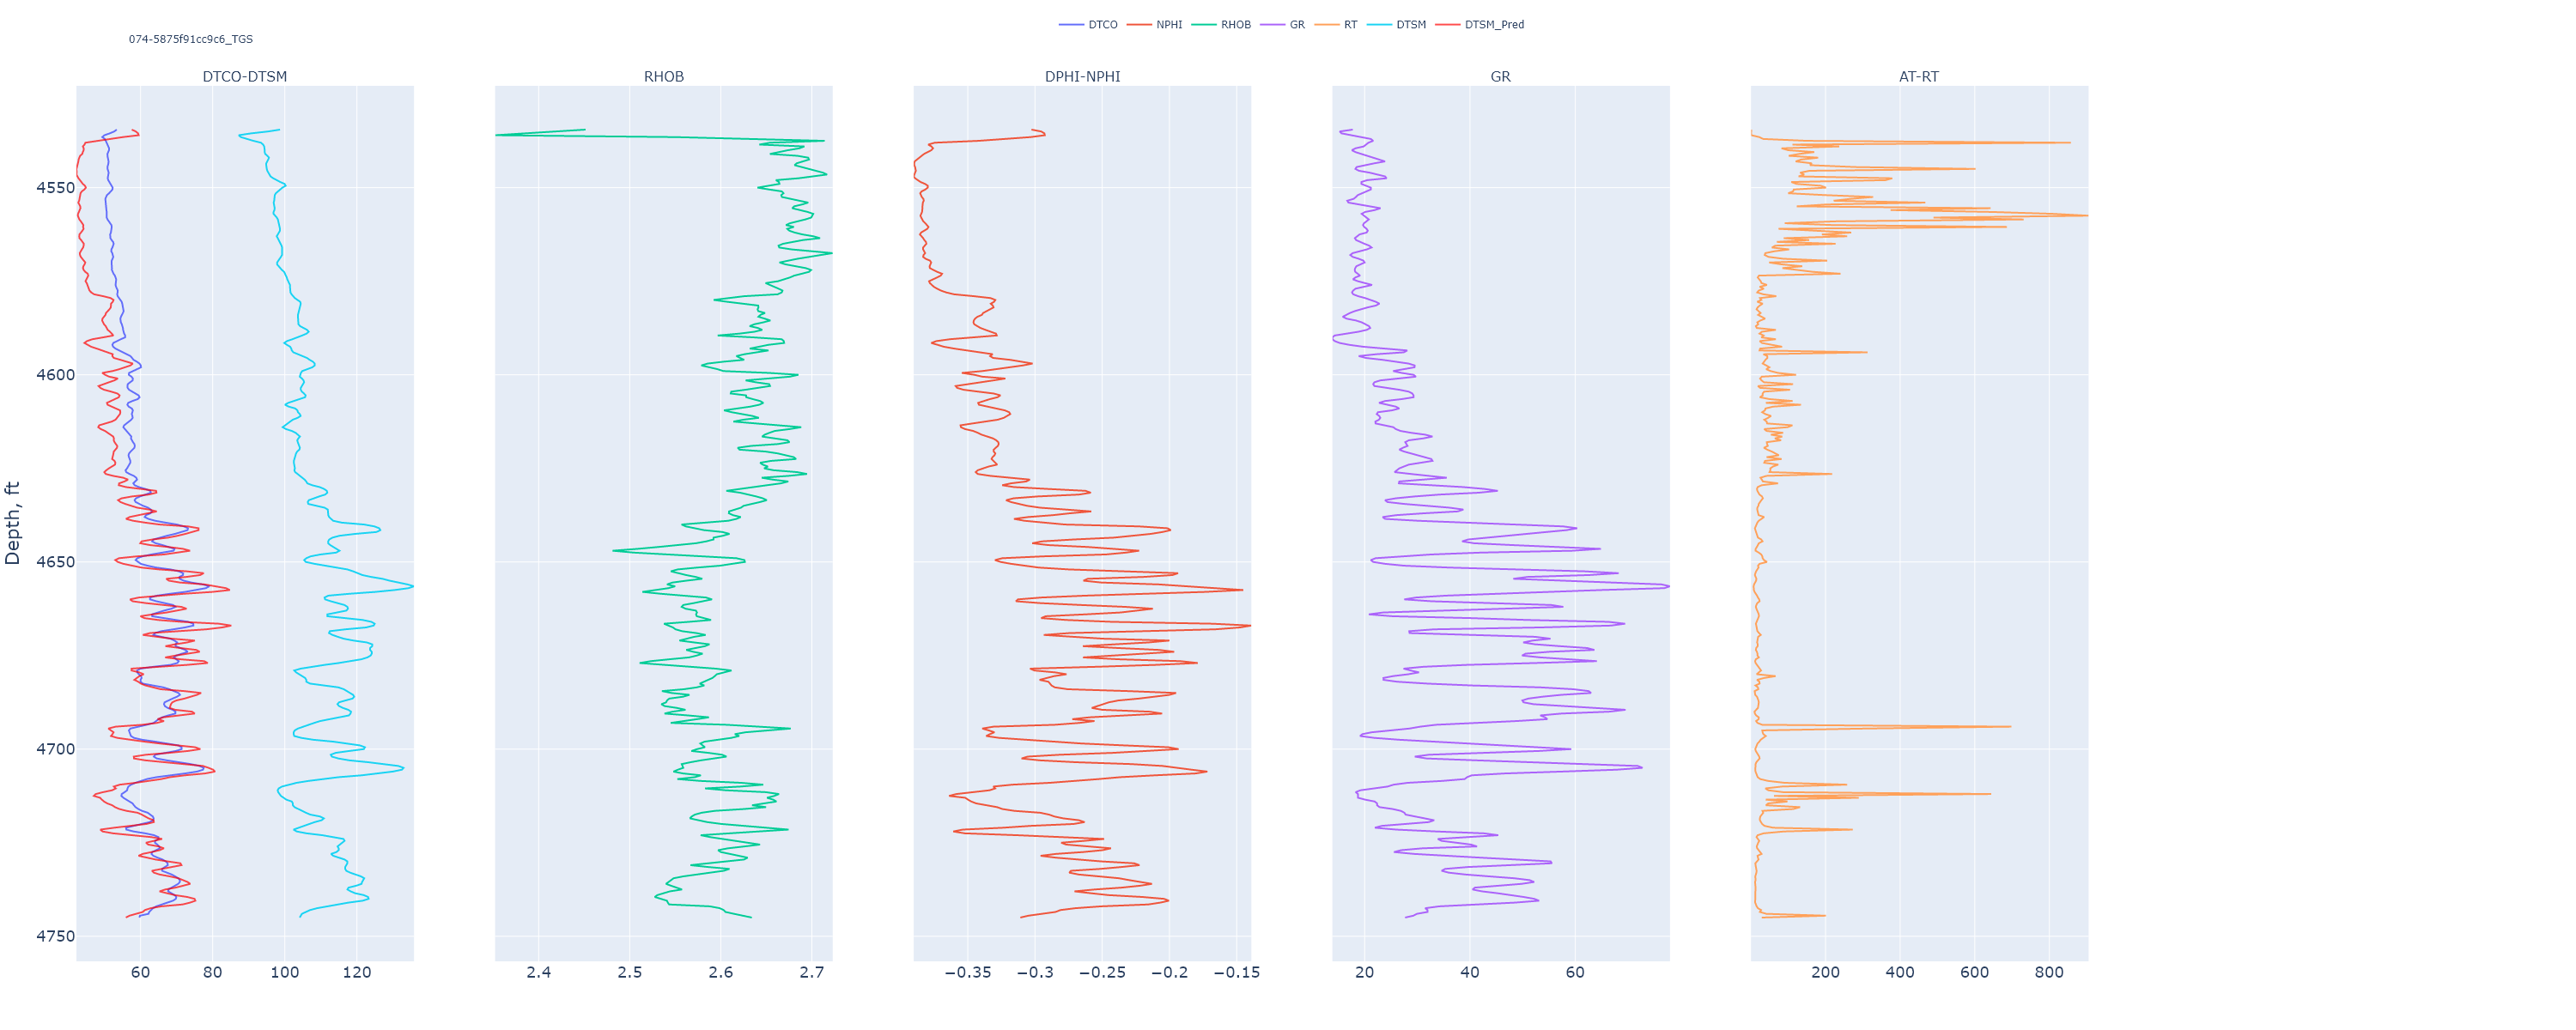 DTCO NPHI RHOB GR RT DTSM DTSM_Pred
074-5875f91cc9c6_TGS
DTCO-DTSM RHOB DPHI-NPHI GR AT-RT
Depth, ft
4550
4600
4650
4700
4750
60 80 100 120 2.4 2.5 2.6 2.7 −0.35 −0.3 −0.25 −0.2 −0.15 20 40 60 200 400 600 800